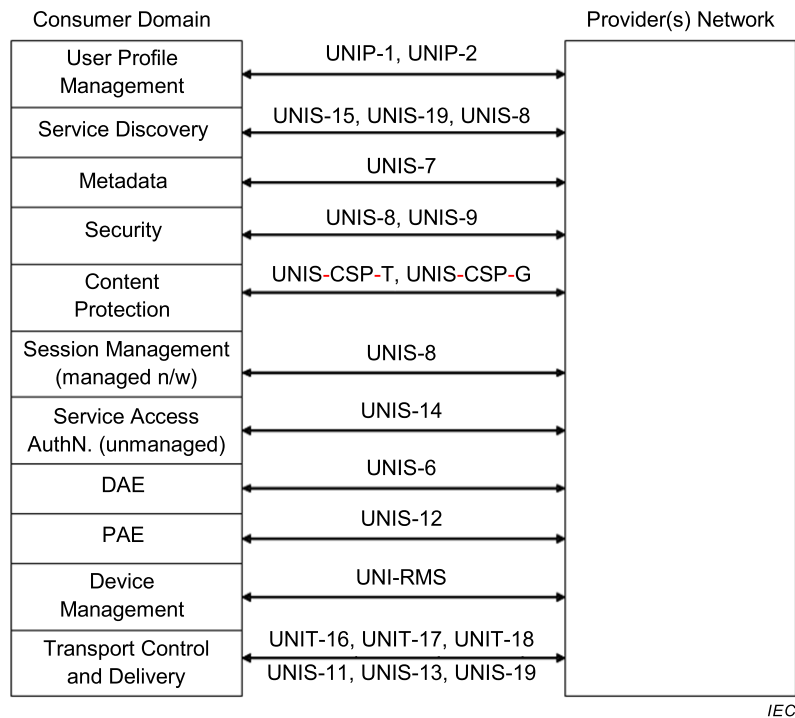 Consumer Domain
Provider(s) Network
User Profile
Management
UNIP-1, UNIP-2
Service Discovery
UNIS-15, UNIS-19, UNIS-8
Metadata
UNIS-7
Security
UNIS-8, UNIS-9
Content
Protection
UNIS-CSP-T, UNIS-CSP-G
Session Management
(managed n/w)
UNIS-8
Service Access
AuthN. (unmanaged)
UNIS-14
DAE
UNIS-6
PAE
UNIS-12
Device
Management
UNI-RMS
Transport Control
and Delivery
UNIT-16, UNIT-17, UNIT-18
UNIS-11, UNIS-13, UNIS-19
IEC